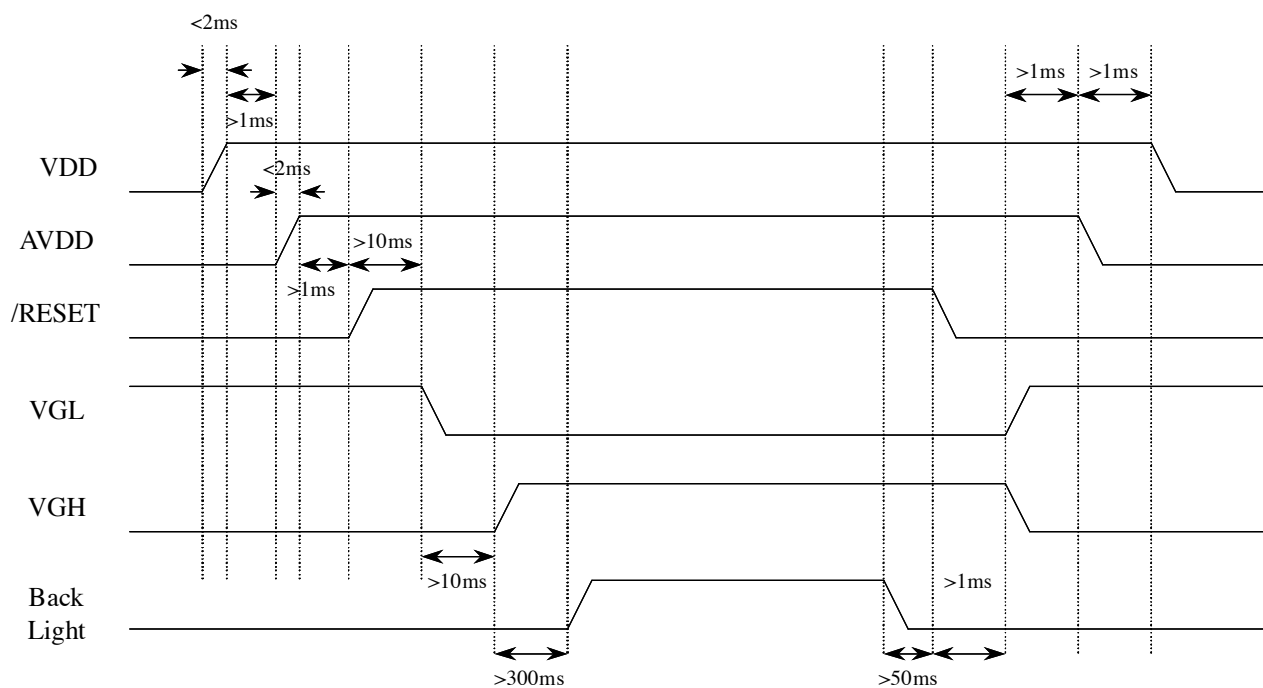 <2ms
>1ms >1ms
>1ms
VDD
<2ms
AVDD
>10ms
>1ms
/RESET
VGL
VGH
>10ms
>1ms
Back
Light
>300ms
>50ms